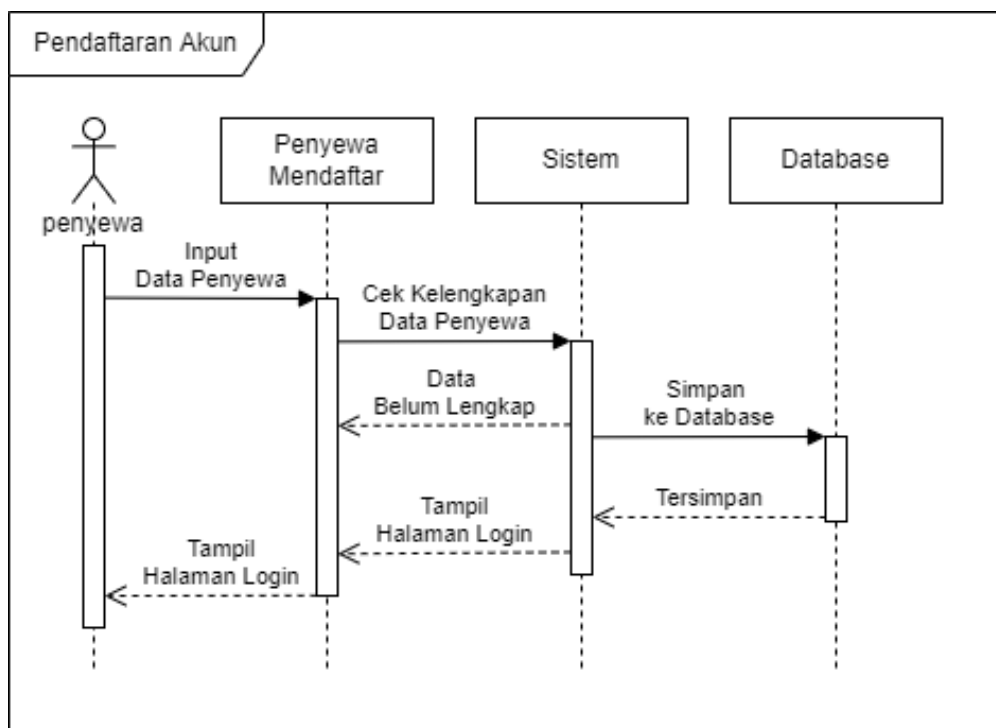 Pendaftaran Akun
Penyewa
Mendaftar
Sistem
Database
penyewa
Input
Data Penyewa
Cek Kelengkapan
Data Penyewa
Data
Belum Lengkap
Simpan
ke Database
Tersimpan
Tampil
Halaman Login
Tampil
Halaman Login